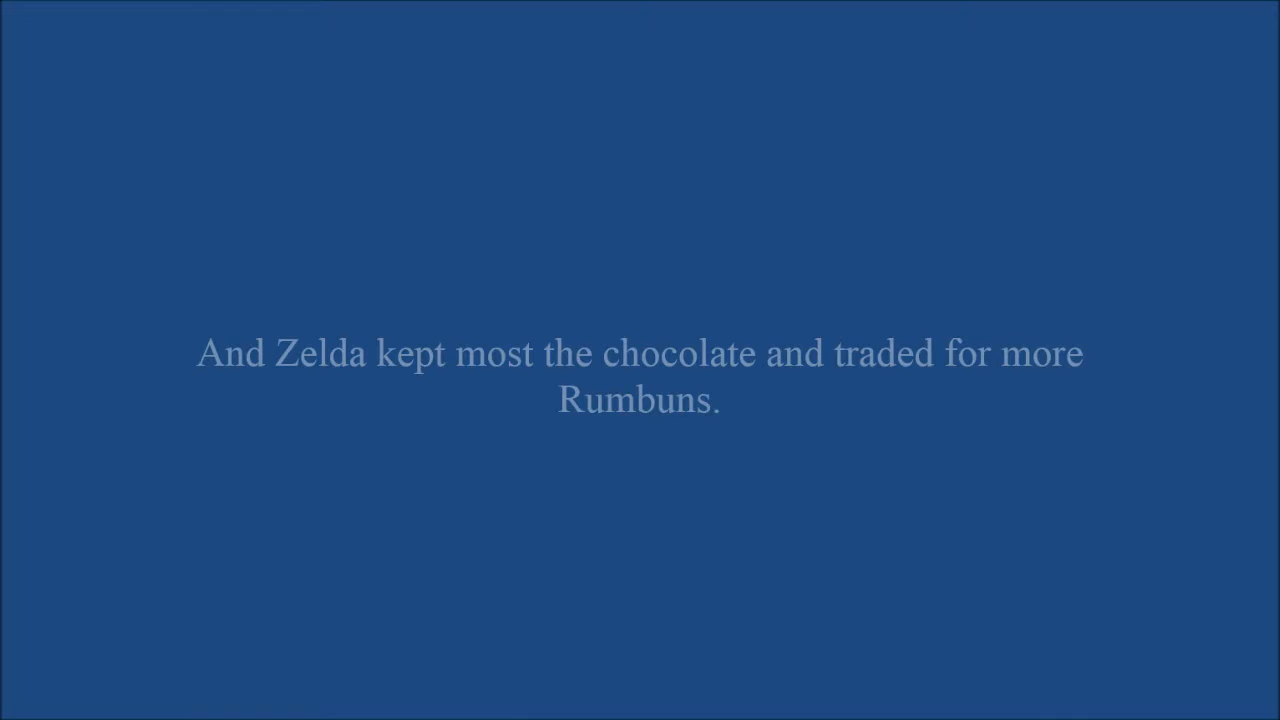 And Zelda kept most the chocolate and traded for more
Rumbuns.